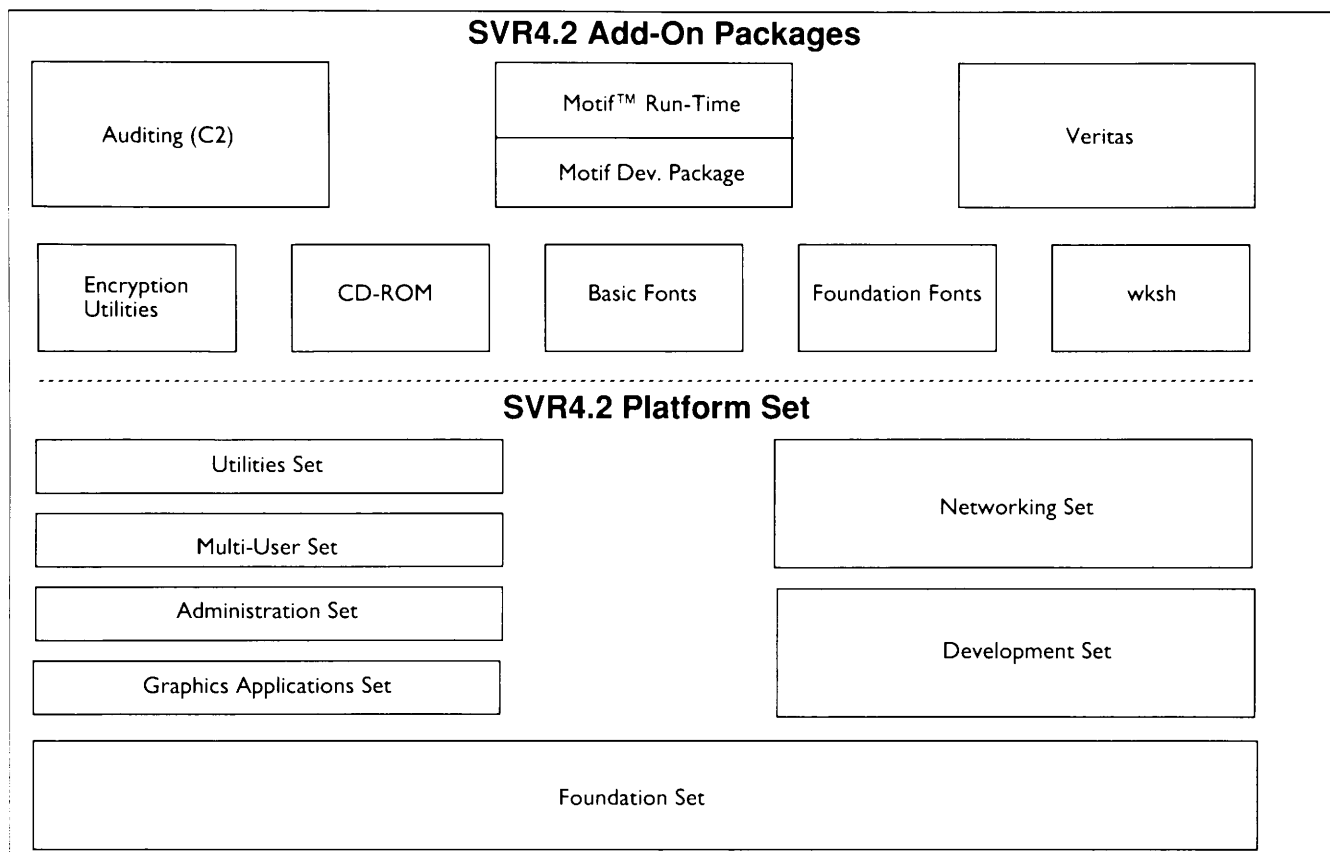 SVR4.2 Add-On Packages
Auditing (C2)
Motif™ Run-Time
Motif Dev. Package
Veritas
Encryption
Utilities
CD-ROM
Basic Fonts
Foundation Fonts
wksh
SVR4.2 Platform Set
Utilities Set
Multi-User Set
Administration Set
Graphics Applications Set
Networking Set
Development Set
Foundation Set